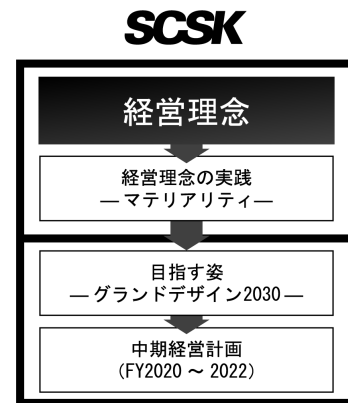 SCSK
経営理念
経営理念の実践
―マテリアリティ―
目指す姿
―グランドデザイン2030―
中期経営計画
(FY2020 ～ 2022)